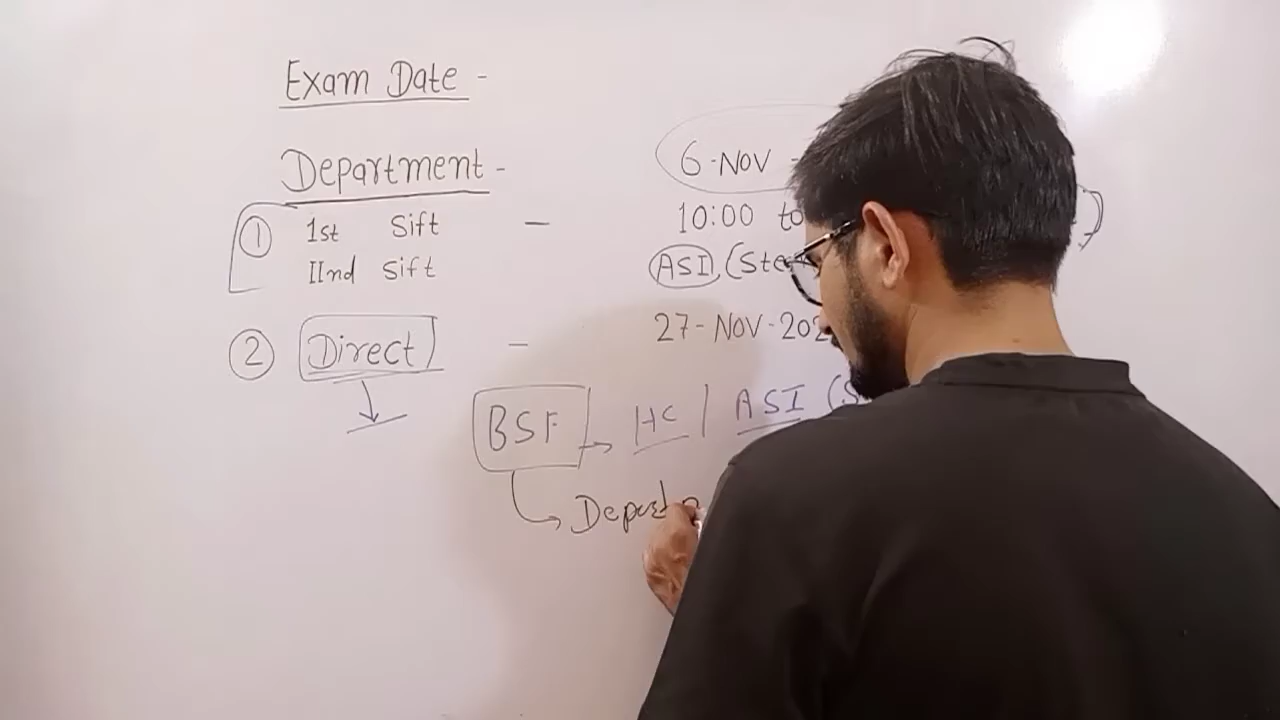 Exam Date -
Department -
6-NOV -
① 1st Sift - 10:00 to
IInd Sift ASI, (Ste
② Direct - 27-NOV-202
BSF → HC | ASI (S